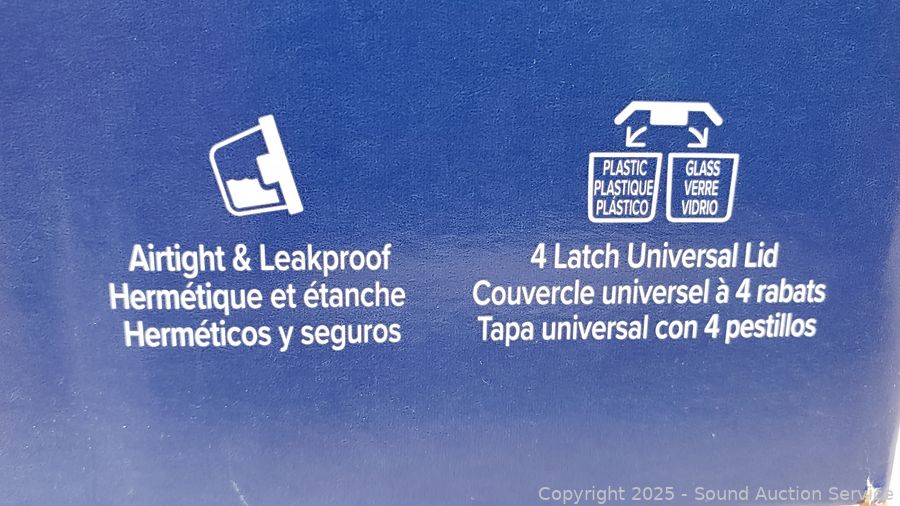 PLASTIC
PLASTIQUE
PLÁSTICO
GLASS
VERRE
VIDRIO
Airtight & Leakproof
Hermétique et étanche
Herméticos y seguros
4 Latch Universal Lid
Couvercle universel à 4 rabats
Tapa universal con 4 pestillos
Copyright 2025 - Sound Auction Service